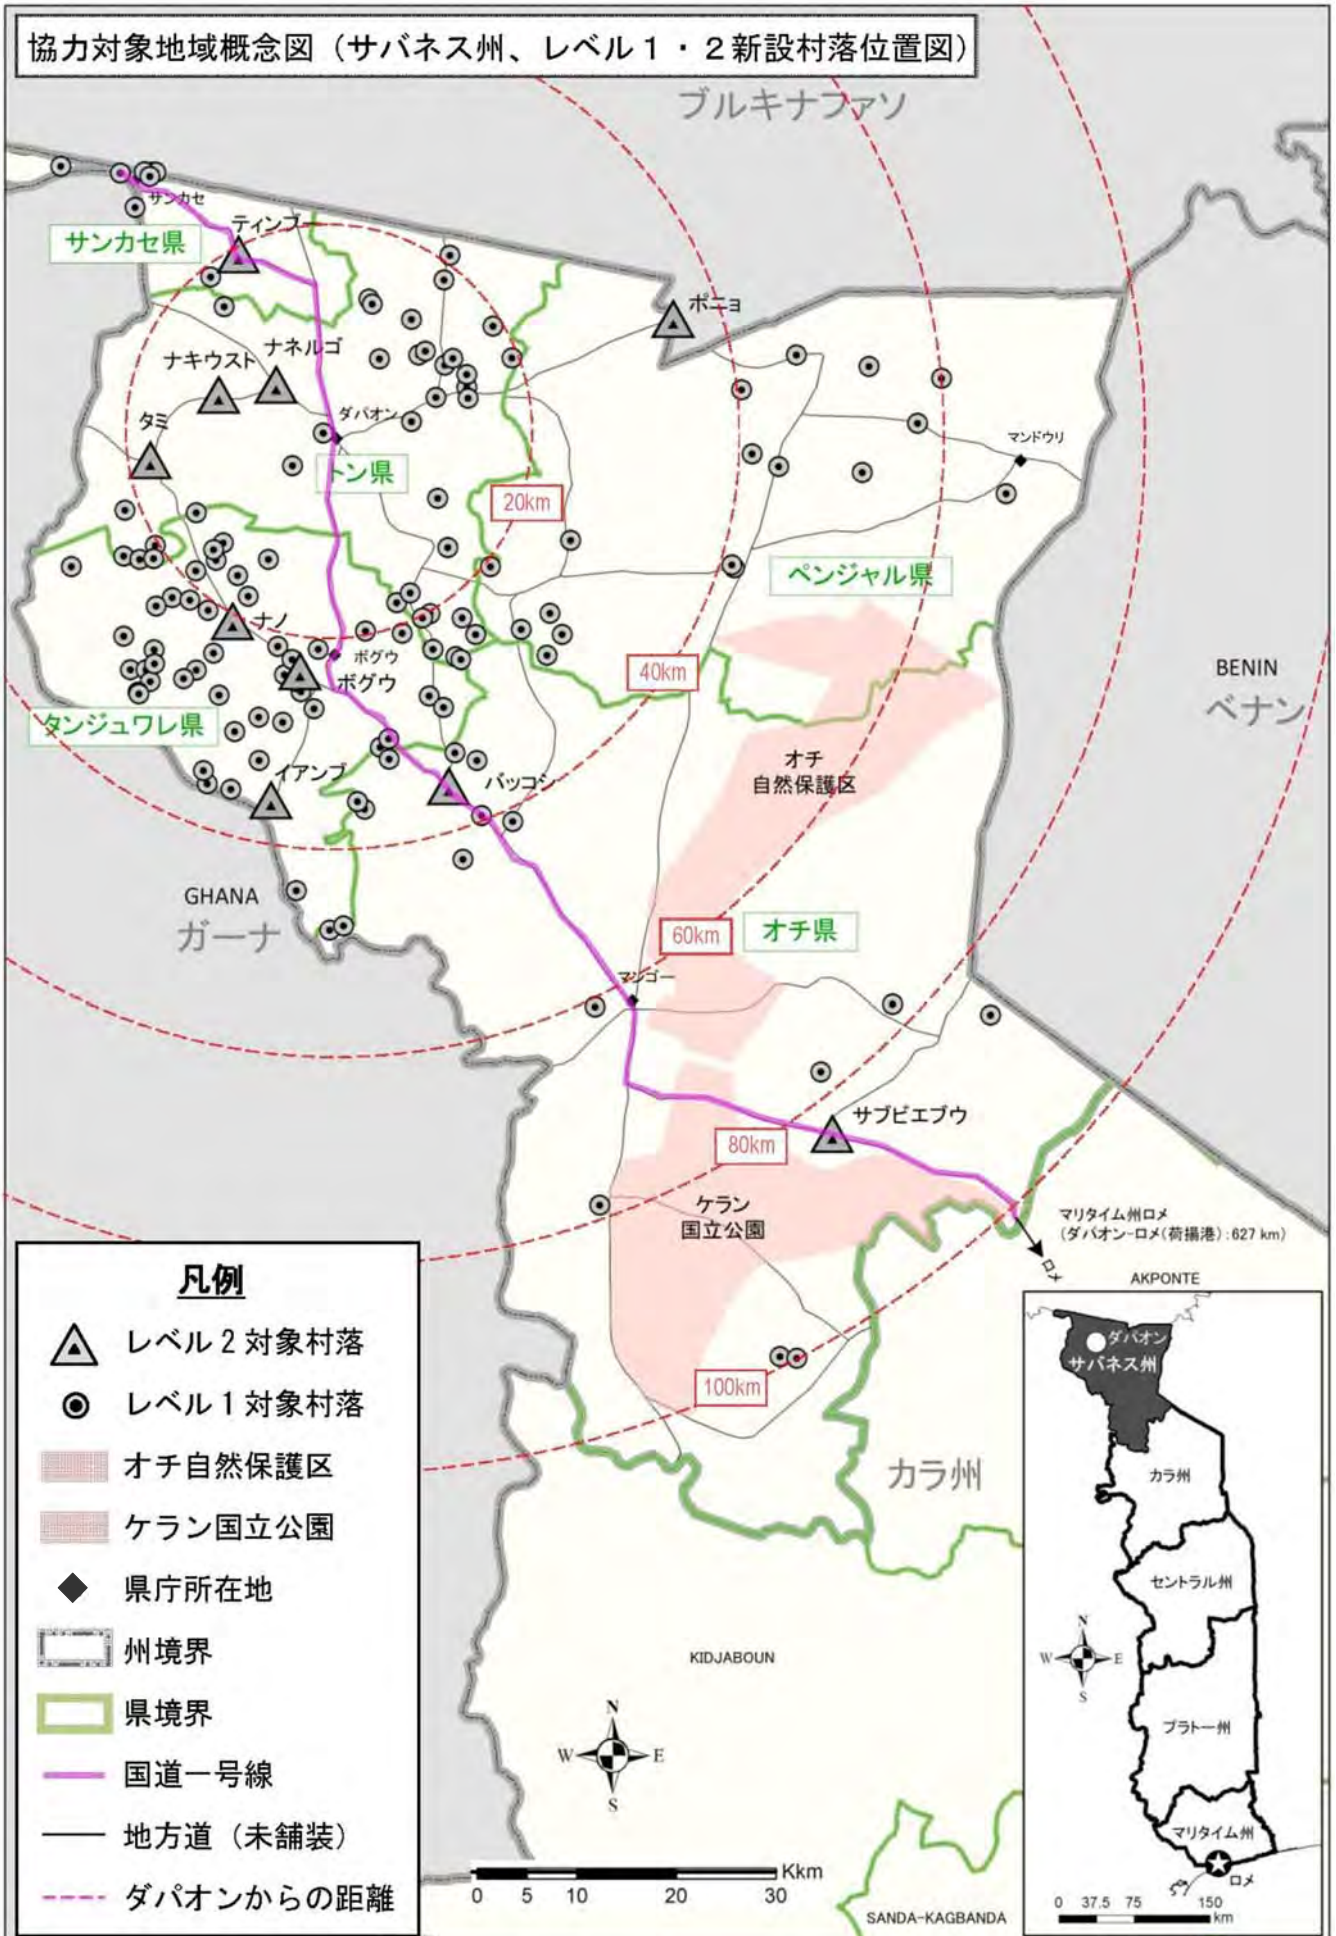 協力対象地域概念図（サバネス州、レベル１・２新設村落位置図）
ブルキナファソ
サンカセ
サンカセ県
ティンブー
ポニョ
ナキウスト
ナネルゴ
タミ
ダパオン
マンドウリ
トン県
20km
ペンジャル県
ナノ
ボグウ
ボグウ
40km
BENIN
ベナン
タンジュワレ県
オチ
自然保護区
イアンブ
バッコシ
GHANA
ガーナ
60km
オチ県
マンゴー
サブビエブウ
80km
ケラン
国立公園
マリタイム州ロメ
(ダパオン-ロメ(荷揚港):627 km)
ロメ
AKPONTE
100km
カラ州
KIDJABOUN
SANDA-KAGBANDA
凡例
レベル２対象村落
レベル１対象村落
オチ自然保護区
ケラン国立公園
県庁所在地
州境界
県境界
国道一号線
地方道（未舗装）
ダパオンからの距離
N
W E
S
Kkm
0 5 10 20 30
ダパオン
サバネス州
カラ州
セントラル州
N
W E
S
プラトー州
マリタイム州
ロメ
0 37.5 75 150
km